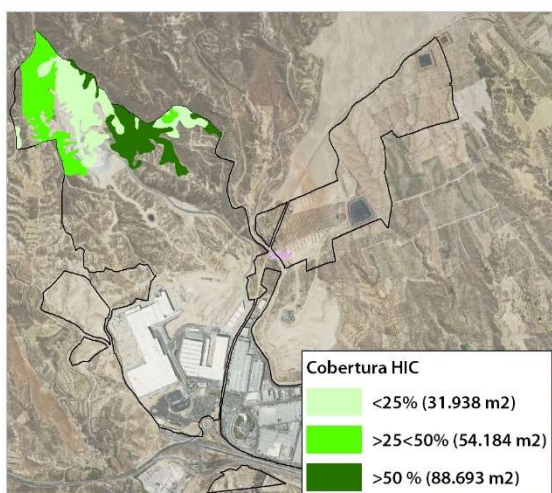 Cobertura HIC
<25% (31.938 m2)
>25<50% (54.184 m2)
>50 % (88.693 m2)